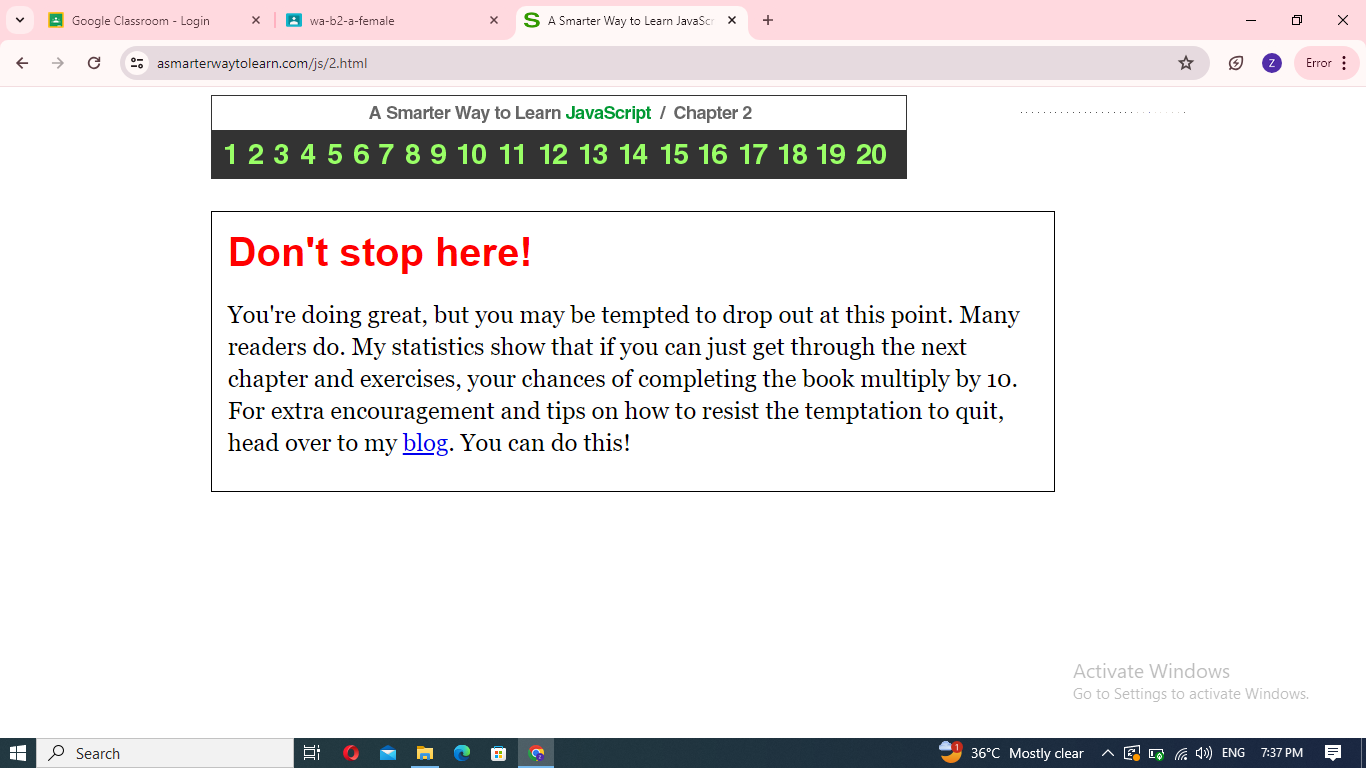 Google Classroom - Login
wa-b2-a-female
A Smarter Way to Learn JavaScr
asmarterwaytolearn.com/js/2.html
Z
Error
A Smarter Way to Learn JavaScript / Chapter 2
1 2 3 4 5 6 7 8 9 10 11 12 13 14 15 16 17 18 19 20
Don't stop here!
You're doing great, but you may be tempted to drop out at this point. Many
readers do. My statistics show that if you can just get through the next
chapter and exercises, your chances of completing the book multiply by 10.
For extra encouragement and tips on how to resist the temptation to quit,
head over to my blog. You can do this!
Activate Windows
Go to Settings to activate Windows.
Search
1
36°C Mostly clear
ENG
7:37 PM